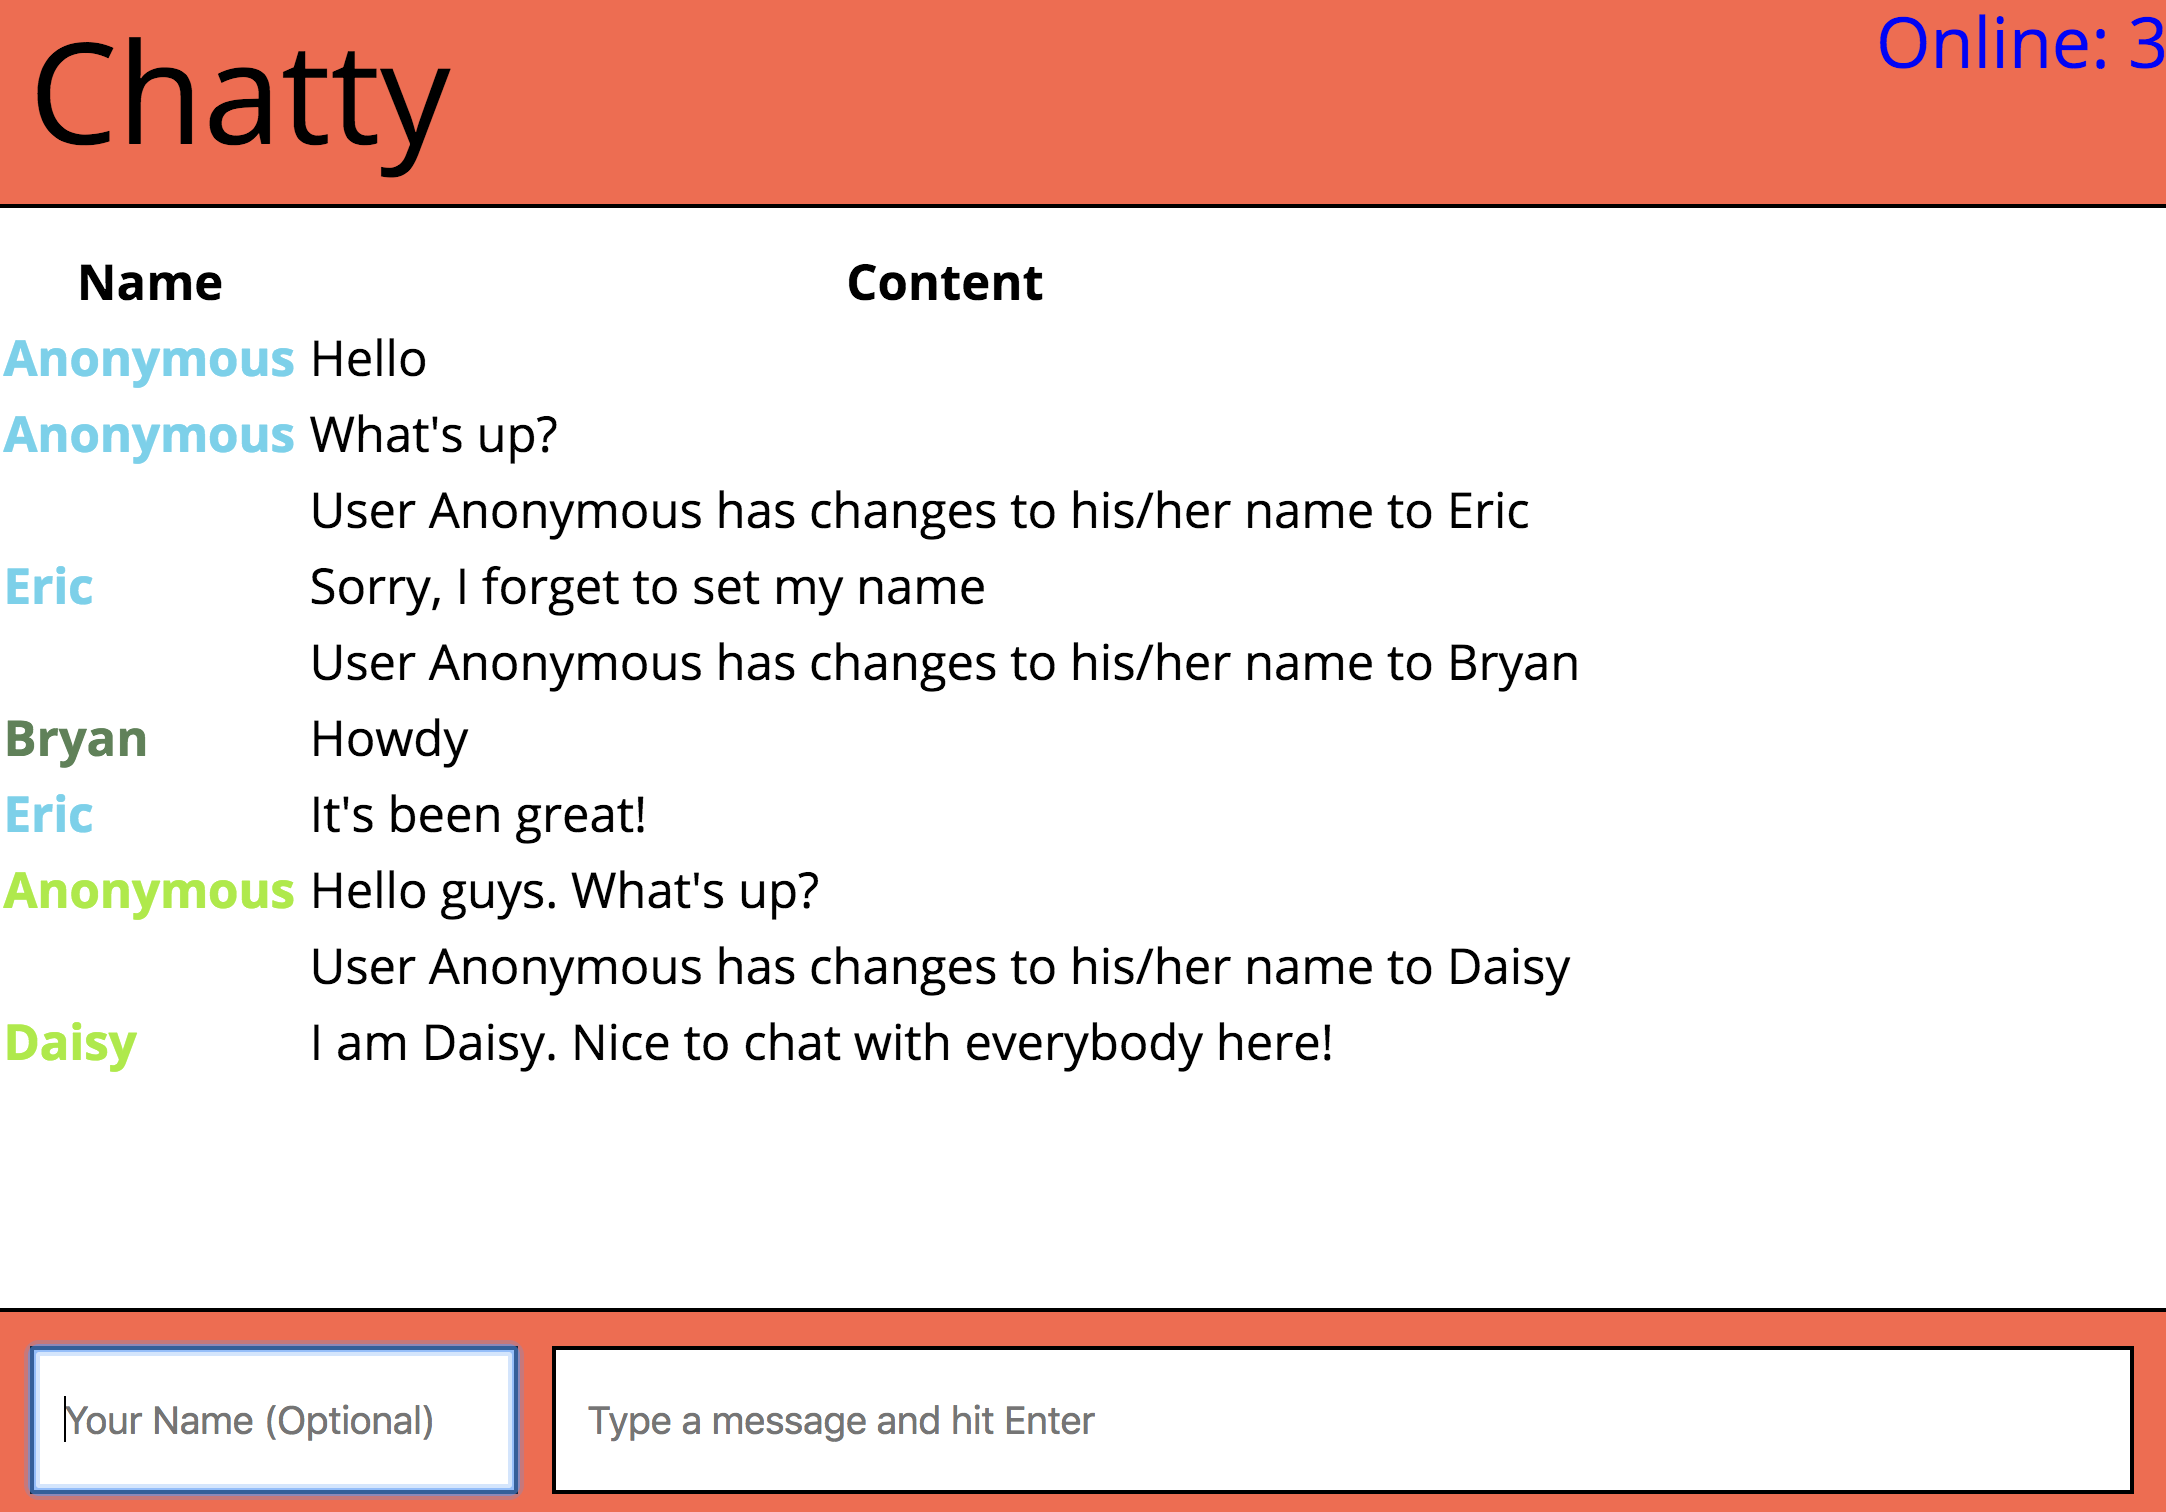 Chatty
Online: 3
Name Content
Anonymous Hello
Anonymous What's up?
User Anonymous has changes to his/her name to Eric
Eric Sorry, I forget to set my name
User Anonymous has changes to his/her name to Bryan
Bryan Howdy
Eric It's been great!
Anonymous Hello guys. What's up?
User Anonymous has changes to his/her name to Daisy
Daisy I am Daisy. Nice to chat with everybody here!
Your Name (Optional) Type a message and hit Enter